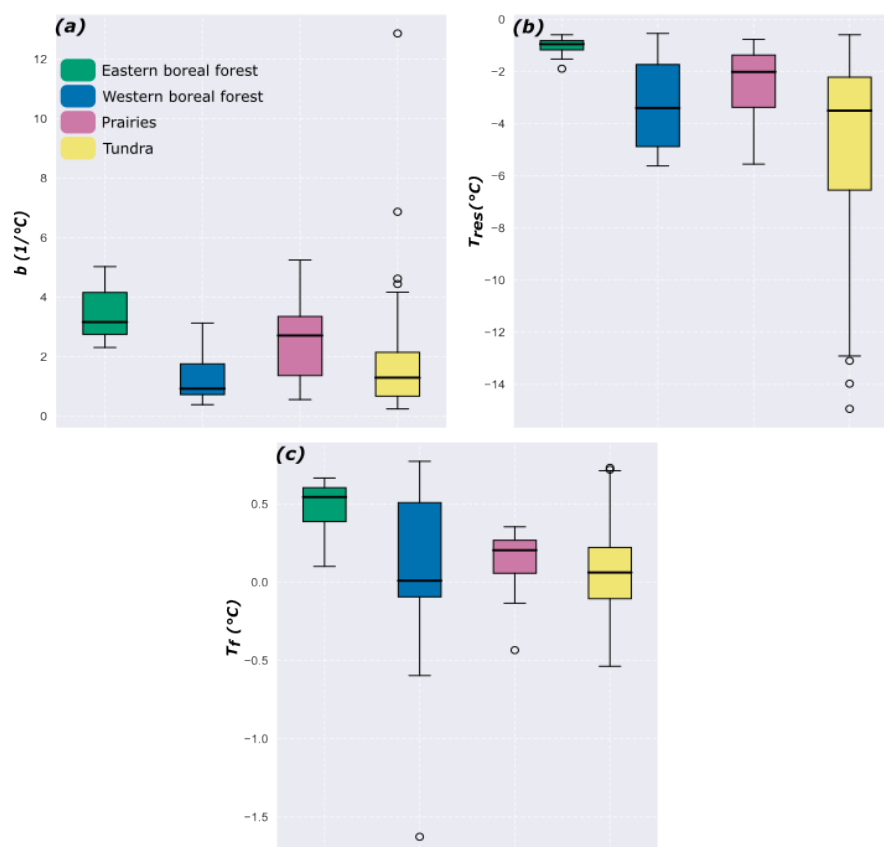 (a)
12
10
8
6
4
2
0
b (1/°C)
Eastern boreal forest
Western boreal forest
Prairies
Tundra
(b)
0
−2
−4
−6
−8
−10
−12
−14
Tres(°C)
(c)
0.5
0.0
−0.5
−1.0
−1.5
Tf (°C)